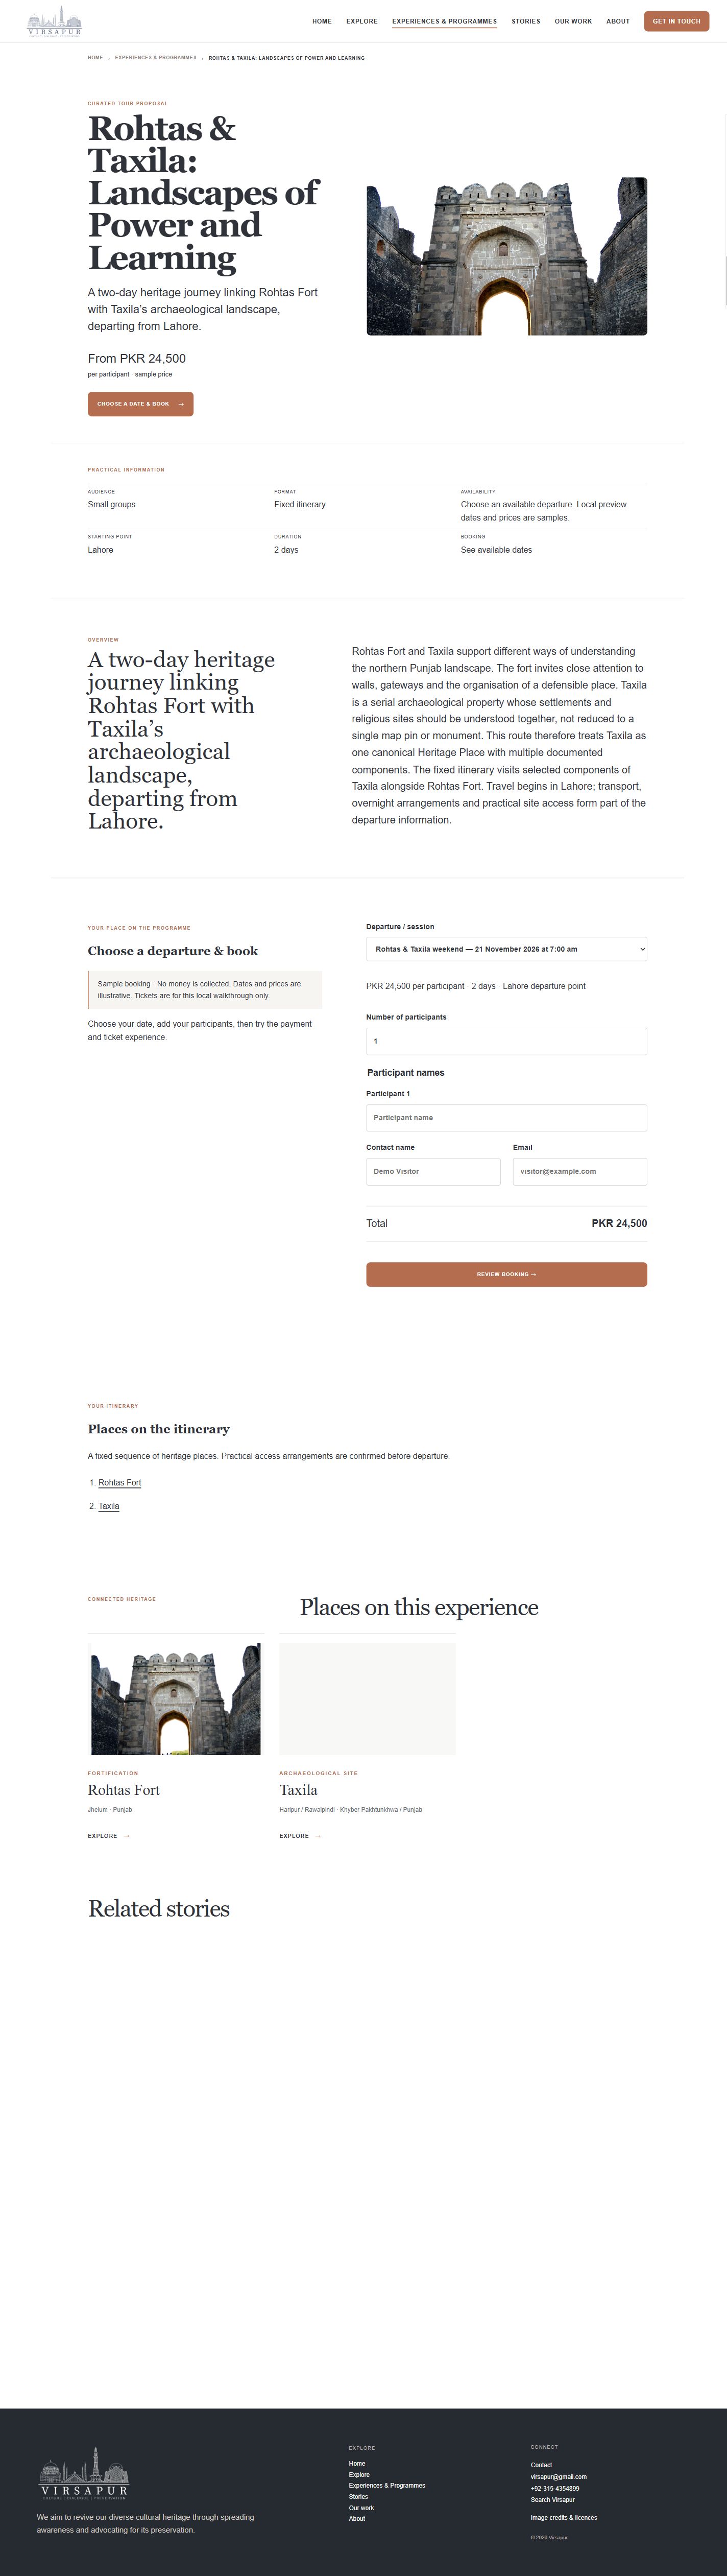 VIRSAPUR
HOME
EXPLORE
EXPERIENCES & PROGRAMMES
STORIES
OUR WORK
ABOUT
GET IN TOUCH
HOME › EXPERIENCES & PROGRAMMES › ROHTAS & TAXILA: LANDSCAPES OF POWER AND LEARNING
CURATED TOUR PROPOSAL
Rohtas &
Taxila:
Landscapes of
Power and
Learning
A two-day heritage journey linking Rohtas Fort
with Taxila’s archaeological landscape,
departing from Lahore.
From PKR 24,500
per participant · sample price
CHOOSE A DATE & BOOK →
PRACTICAL INFORMATION
AUDIENCE
Small groups
FORMAT
Fixed itinerary
AVAILABILITY
Choose an available departure. Local preview
dates and prices are samples.
STARTING POINT
Lahore
DURATION
2 days
BOOKING
See available dates
OVERVIEW
A two-day heritage
journey linking
Rohtas Fort with
Taxila’s
archaeological
landscape,
departing from
Lahore.
Rohtas Fort and Taxila support different ways of understanding
the northern Punjab landscape. The fort invites close attention to
walls, gateways and the organisation of a defensible place. Taxila
is a serial archaeological property whose settlements and
religious sites should be understood together, not reduced to a
single map pin or monument. This route therefore treats Taxila as
one canonical Heritage Place with multiple documented
components. The fixed itinerary visits selected components of
Taxila alongside Rohtas Fort. Travel begins in Lahore; transport,
overnight arrangements and practical site access form part of the
departure information.
YOUR PLACE ON THE PROGRAMME
Choose a departure & book
Sample booking · No money is collected. Dates and prices are
illustrative. Tickets are for this local walkthrough only.
Choose your date, add your participants, then try the payment
and ticket experience.
Departure / session
Rohtas & Taxila weekend — 21 November 2026 at 7:00 am
PKR 24,500 per participant · 2 days · Lahore departure point
Number of participants
1
Participant names
Participant 1
Participant name
Contact name
Demo Visitor
Email
visitor@example.com
Total
PKR 24,500
REVIEW BOOKING →
YOUR ITINERARY
Places on the itinerary
A fixed sequence of heritage places. Practical access arrangements are confirmed before departure.
1. Rohtas Fort
2. Taxila
CONNECTED HERITAGE
Places on this experience
FORTIFICATION
Rohtas Fort
Jhelum · Punjab
EXPLORE →
ARCHAEOLOGICAL SITE
Taxila
Haripur / Rawalpindi · Khyber Pakhtunkhwa / Punjab
EXPLORE →
Related stories
VIRSAPUR
CULTURE | DIALOGUE | PRESERVATION
We aim to revive our diverse cultural heritage through spreading
awareness and advocating for its preservation.
EXPLORE
Home
Explore
Experiences & Programmes
Stories
Our work
About
CONNECT
Contact
virsapur@gmail.com
+92-315-4354899
Search Virsapur
Image credits & licences
© 2026 Virsapur